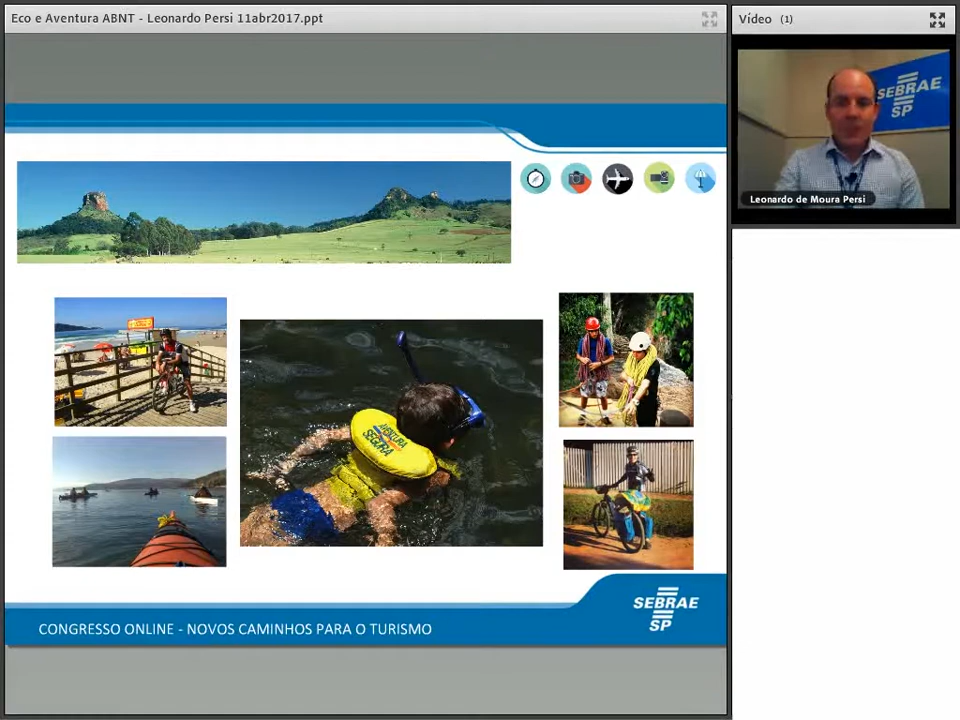 Eco e Aventura ABNT - Leonardo Persi 11abr2017.ppt
Vídeo (1)
SEBRAE
SP
Leonardo de Moura Persi
AVENTURA
SEGURA
CONGRESSO ONLINE - NOVOS CAMINHOS PARA O TURISMO
SEBRAE
SP